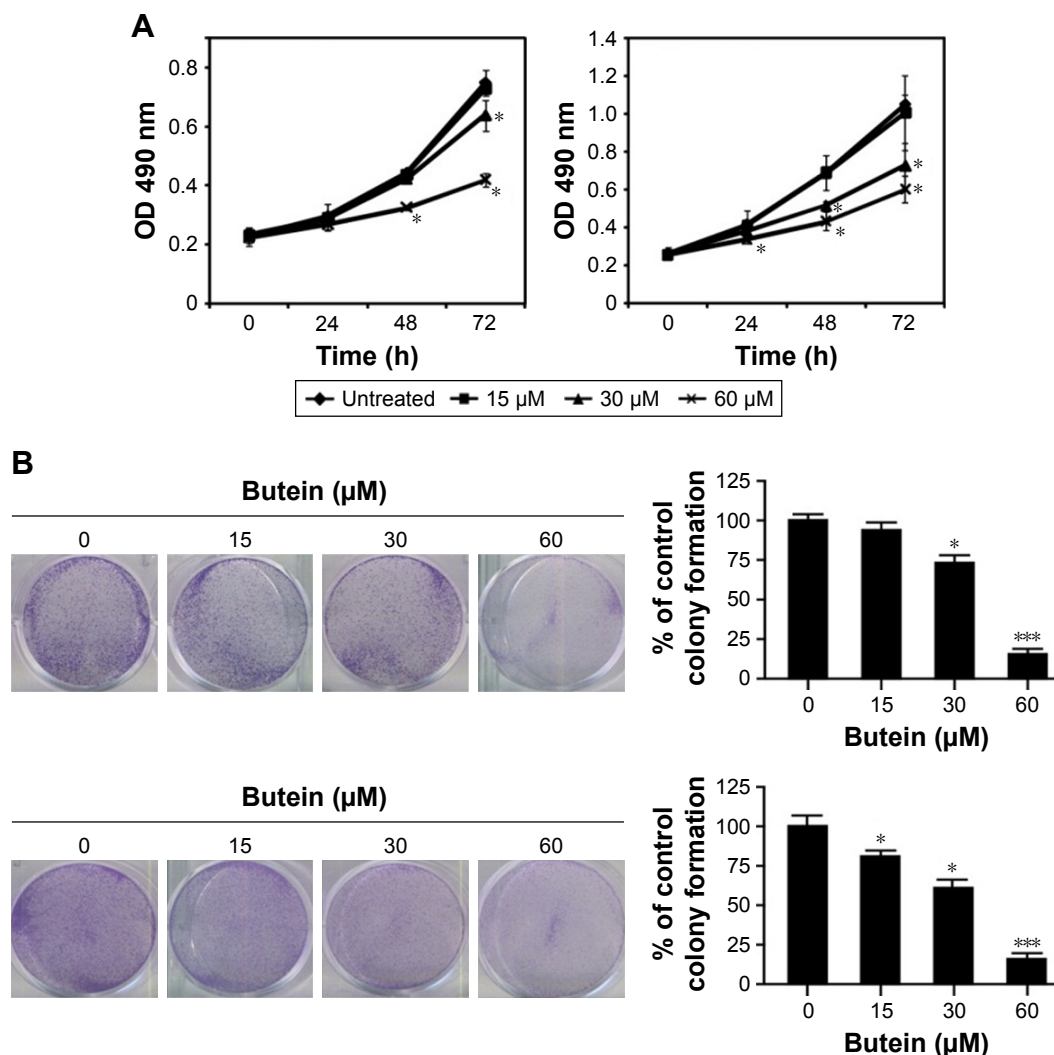 A
OD 490 nm
0.8
0.6
0.4
0.2
0
*
*
*
0 24 48 72
Time (h)
OD 490 nm
1.4
1.2
1.0
0.8
0.6
0.4
0.2
0
*
*
*
*
*
0 24 48 72
Time (h)
Untreated 15 µM 30 µM 60 µM
B
Butein (µM)
0 15 30 60
% of control
colony formation
125
100
75
50
25
0
*
***
0 15 30 60
Butein (µM)
Butein (µM)
0 15 30 60
% of control
colony formation
125
100
75
50
25
0
*
*
***
0 15 30 60
Butein (µM)